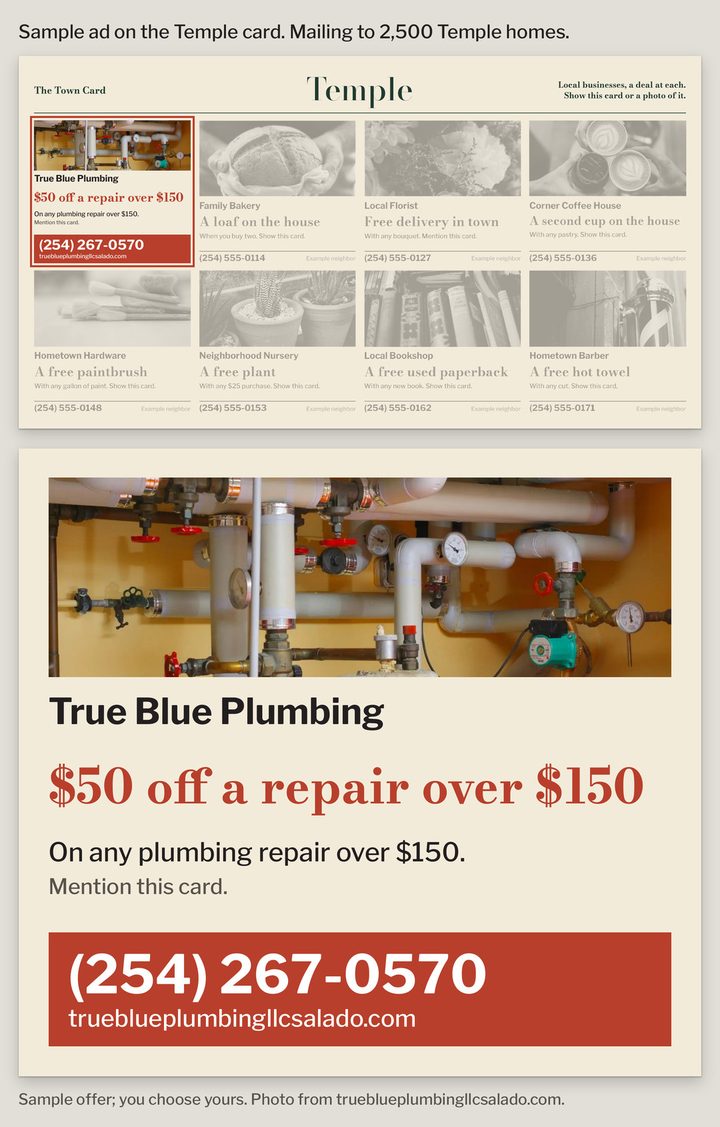 Sample ad on the Temple card. Mailing to 2,500 Temple homes.
The Town Card
Temple
Local businesses, a deal at each.
Show this card or a photo of it.
True Blue Plumbing
$50 off a repair over $150
On any plumbing repair over $150.
Mention this card.
(254) 267-0570
trueblueplumbingllcsalado.com
Family Bakery
A loaf on the house
When you buy two. Show this card.
(254) 555-0114
Example neighbor
Local Florist
Free delivery in town
With any bouquet. Mention this card.
(254) 555-0127
Example neighbor
Corner Coffee House
A second cup on the house
With any pastry. Show this card.
(254) 555-0136
Example neighbor
Hometown Hardware
A free paintbrush
With any gallon of paint. Show this card.
(254) 555-0148
Example neighbor
Neighborhood Nursery
A free plant
With any $25 purchase. Show this card.
(254) 555-0153
Example neighbor
Local Bookshop
A free used paperback
With any new book. Show this card.
(254) 555-0162
Example neighbor
Hometown Barber
A free hot towel
With any cut. Show this card.
(254) 555-0171
Example neighbor
True Blue Plumbing
$50 off a repair over $150
On any plumbing repair over $150.
Mention this card.
(254) 267-0570
trueblueplumbingllcsalado.com
Sample offer; you choose yours. Photo from trueblueplumbingllcsalado.com.